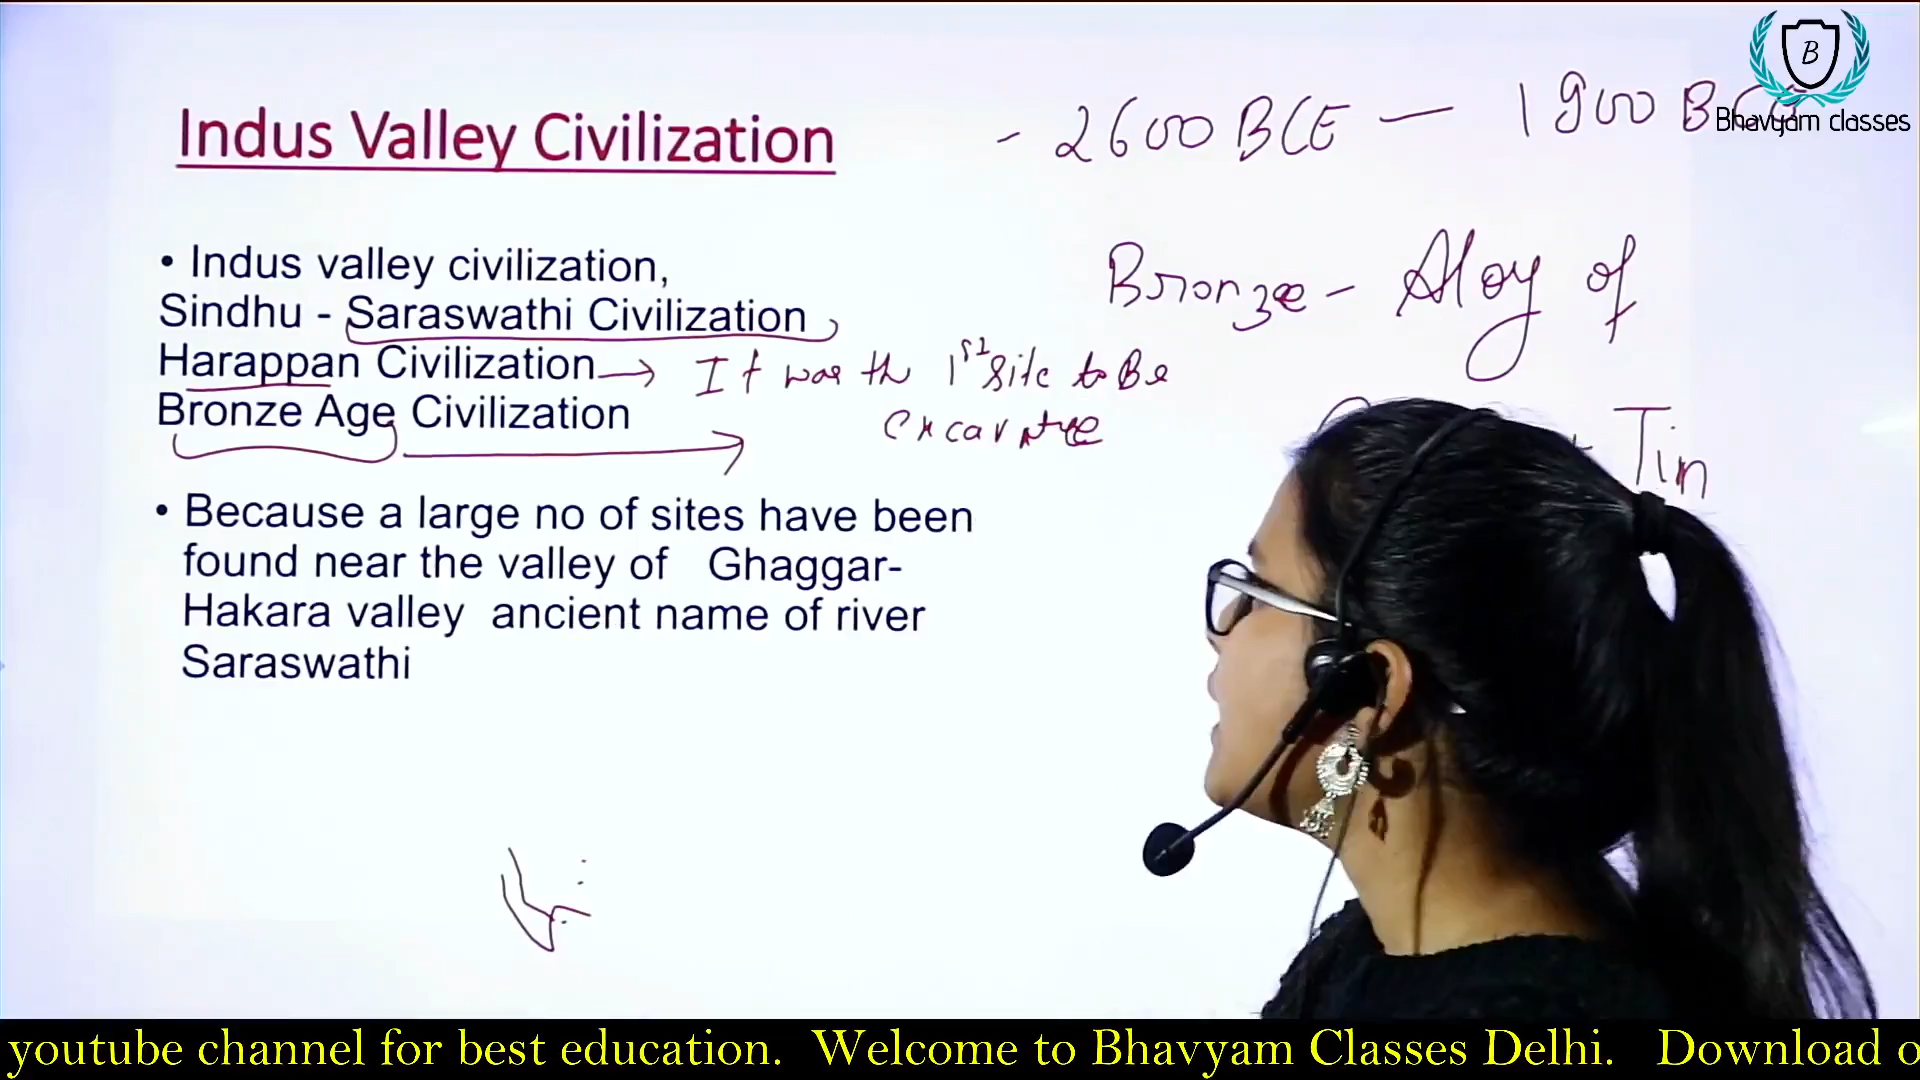 B
Bhavyam classes
Indus Valley Civilization
- 2600 BCE — 1900
• Indus valley civilization,
Sindhu - Saraswathi Civilization
Harappan Civilization → It was th 1st site to Be
Bronze Age Civilization
Bronze - Aloy of
Tin
• Because a large no of sites have been
found near the valley of Ghaggar-
Hakara valley ancient name of river
Saraswathi
youtube channel for best education. Welcome to Bhavyam Classes Delhi. Download o